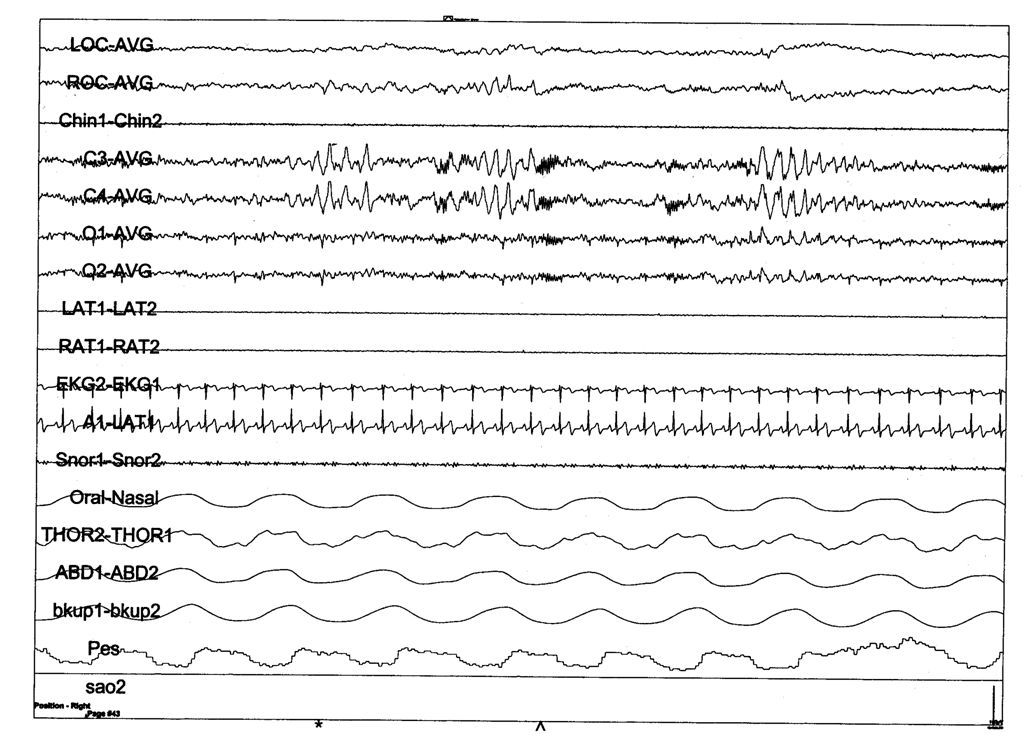 LOC-AVG
ROC-AVG
Chin1-Chin2
C3-AVG
C4-AVG
O1-AVG
O2-AVG
LAT1-LAT2
RAT1-RAT2
EKG2-EKG1
A1-LAT1
Snor1-Snor2
Oral-Nasal
THOR2-THOR1
ABD1-ABD2
bkup1-bkup2
Pes
sao2
Position - Right
Page #43
* ^